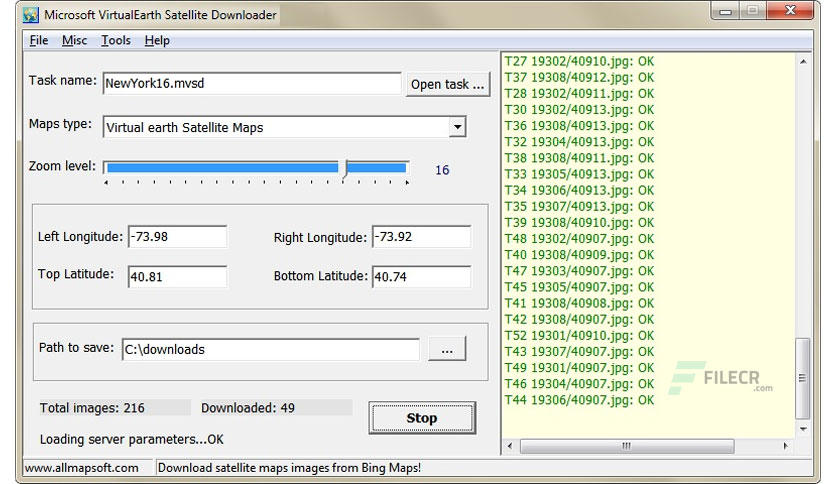 Microsoft VirtualEarth Satellite Downloader
File Misc Tools Help
Task name: NewYork16.mvsd Open task ...
Maps type: Virtual earth Satellite Maps
Zoom level: 16
Left Longitude: -73.98 Right Longitude: -73.92
Top Latitude: 40.81 Bottom Latitude: 40.74
Path to save: C:\downloads ...
Total images: 216 Downloaded: 49 Stop
Loading server parameters...OK
T27 19302/40910.jpg: OK
T37 19308/40912.jpg: OK
T28 19302/40911.jpg: OK
T30 19302/40913.jpg: OK
T36 19308/40913.jpg: OK
T32 19304/40913.jpg: OK
T38 19308/40911.jpg: OK
T33 19305/40913.jpg: OK
T34 19306/40913.jpg: OK
T35 19307/40913.jpg: OK
T39 19308/40910.jpg: OK
T48 19302/40907.jpg: OK
T40 19308/40909.jpg: OK
T47 19303/40907.jpg: OK
T45 19305/40907.jpg: OK
T41 19308/40908.jpg: OK
T42 19308/40907.jpg: OK
T52 19301/40910.jpg: OK
T43 19307/40907.jpg: OK
T49 19301/40907.jpg: OK
T46 19304/40907.jpg: OK
T44 19306/40907.jpg: OK
FILECR
.com
www.allmapsoft.com Download satellite maps images from Bing Maps!